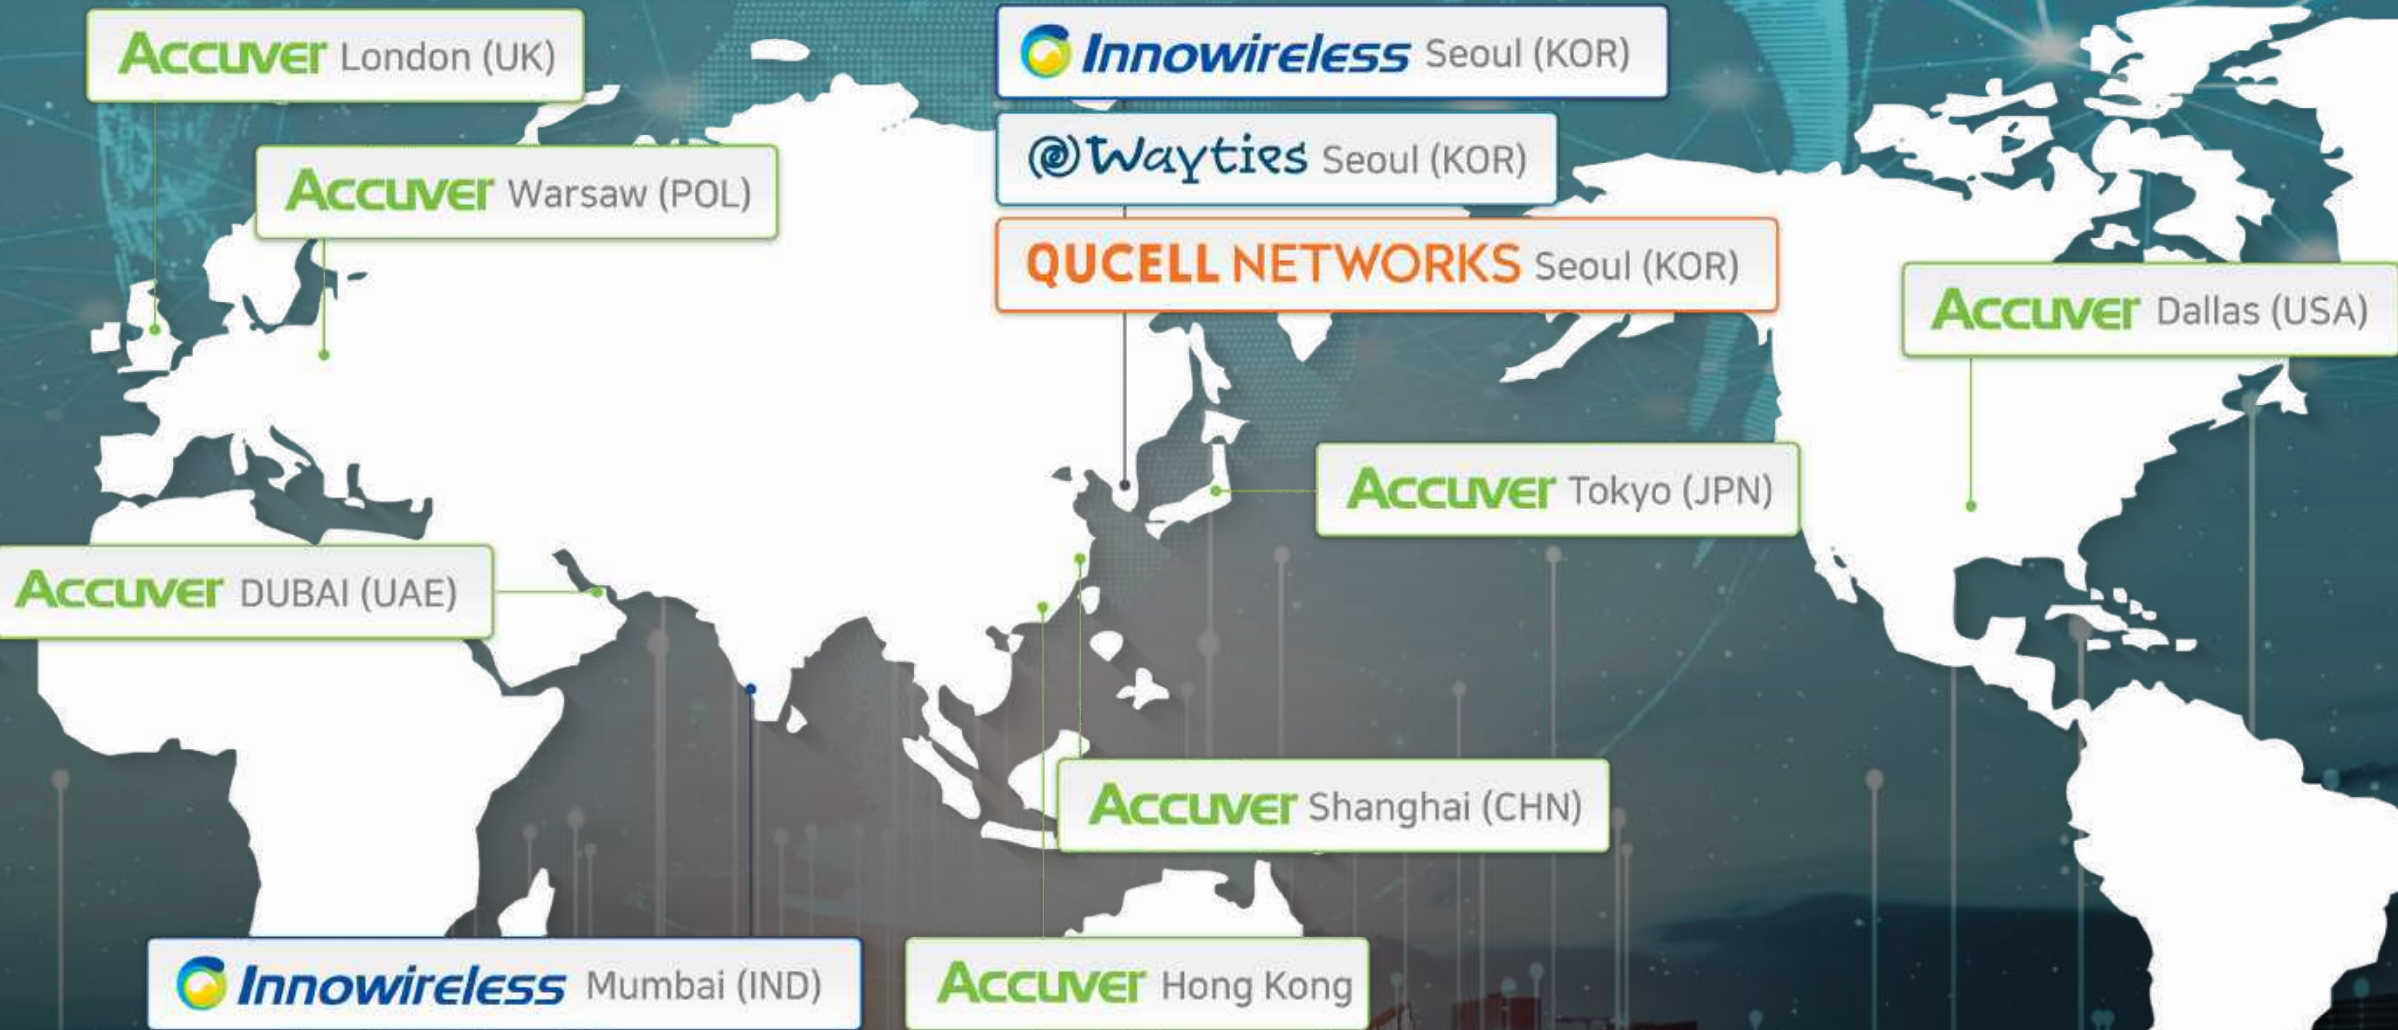 Accuver London (UK)
Innowireless Seoul (KOR)
@Wayties Seoul (KOR)
Accuver Warsaw (POL)
QUCELL NETWORKS Seoul (KOR)
Accuver Dallas (USA)
Accuver Tokyo (JPN)
Accuver DUBAI (UAE)
Accuver Shanghai (CHN)
Innowireless Mumbai (IND)
Accuver Hong Kong